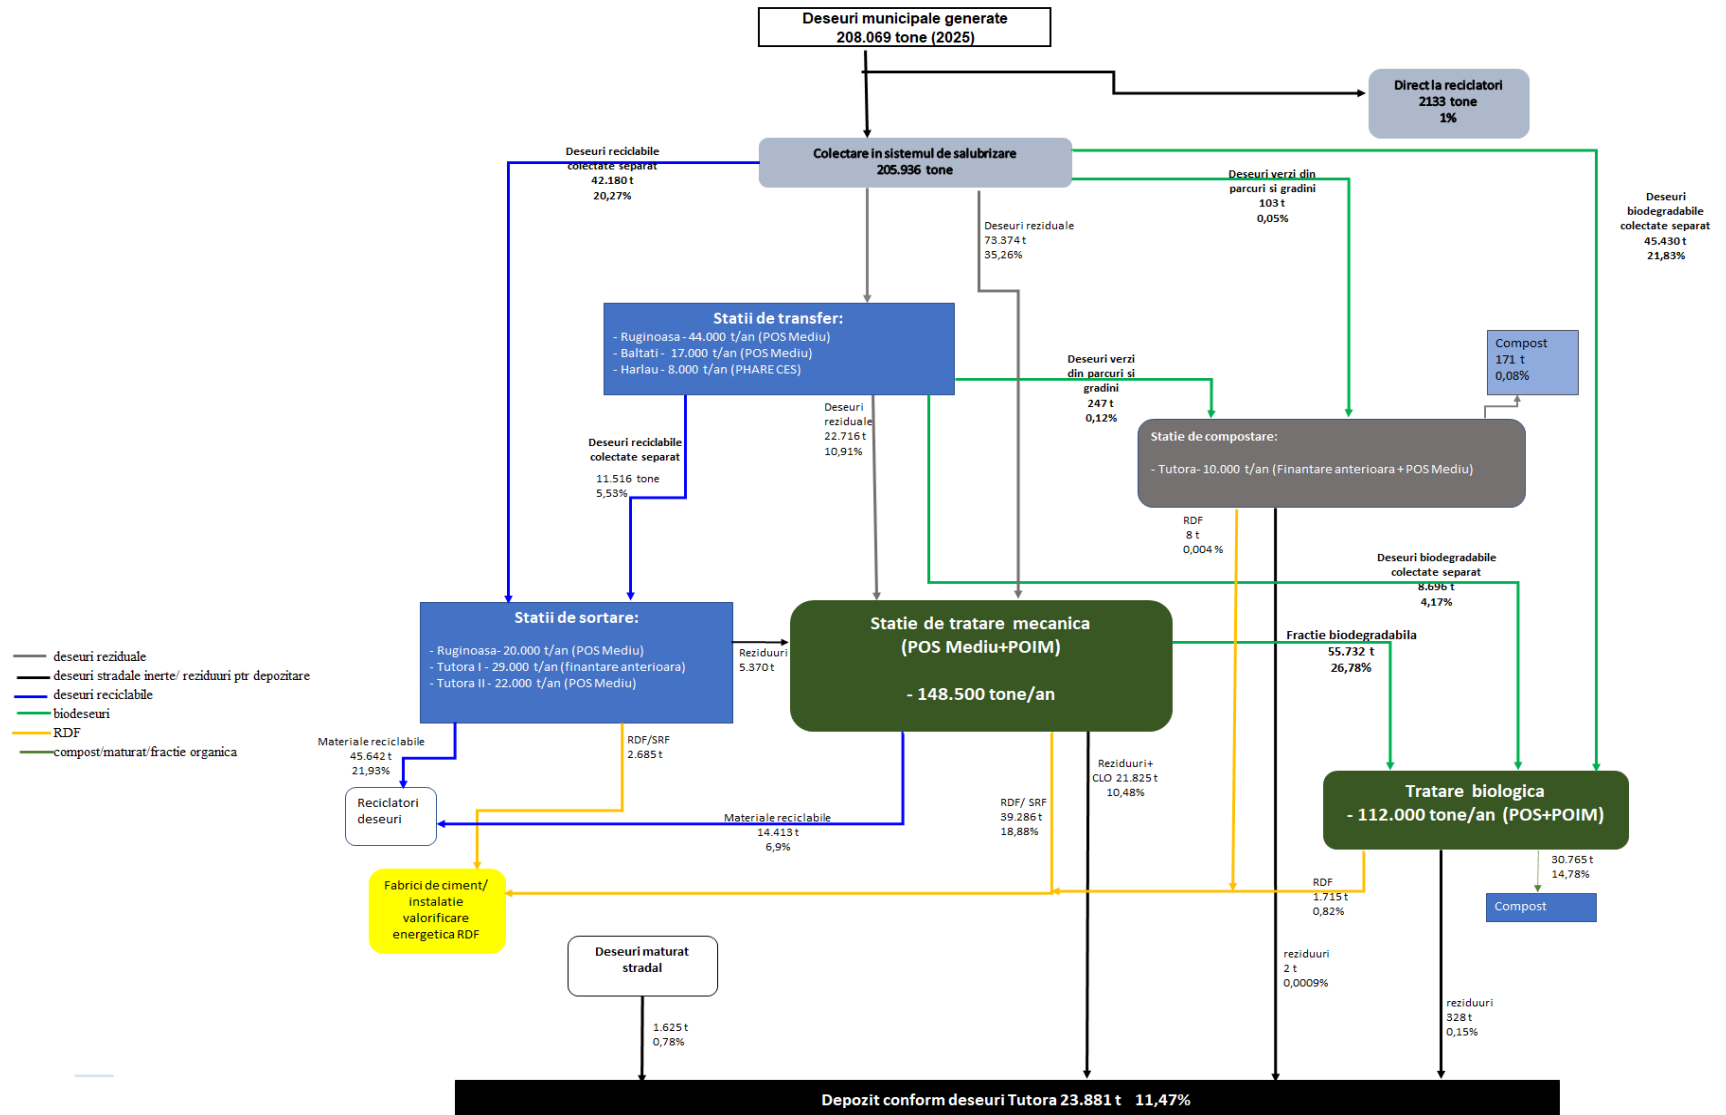 Deseuri municipale generate
208.069 tone (2025)
Direct la reciclatori
2133 tone
1%
Colectare in sistemul de salubrizare
205.936 tone
Deseuri reciclabile
colectate separat
42.180 t
20,27%
Deseuri verzi din
parcuri si gradini
103 t
0,05%
Deseuri
biodegradabile
colectate separat
45.430 t
21,83%
Deseuri reziduale
73.374 t
35,26%
Statii de transfer:
- Ruginoasa - 44.000 t/an (POS Mediu)
- Baltati - 17.000 t/an (POS Mediu)
- Harlau - 8.000 t/an (PHARE CES)
Compost
171 t
0,08%
Deseuri verzi
din parcuri si
gradini
247 t
0,12%
Deseuri
reziduale
22.716 t
10,91%
Deseuri reciclabile
colectate separat
11.516 tone
5,53%
Statie de compostare:
- Tutora- 10.000 t/an (Finantare anterioara + POS Mediu)
RDF
8 t
0,004 %
Deseuri biodegradabile
colectate separat
8.696 t
4,17%
Statii de sortare:
- Ruginoasa- 20.000 t/an (POS Mediu)
- Tutora I - 29.000 t/an (finantare anterioara)
- Tutora II - 22.000 t/an (POS Mediu)
Reziduuri
5.370 t
Statie de tratare mecanica
(POS Mediu+POIM)
- 148.500 tone/an
Fractie biodegradabila
55.732 t
26,78%
deseuri reziduale
deseuri stradale inerte/ reziduuri ptr depozitare
deseuri reciclabile
biodeseuri
RDF
compost/maturat/fractie organica
Materiale reciclabile
45.642 t
21,93%
RDF/SRF
2.685 t
Reziduuri+
CLO 21.825 t
10,48%
Tratare biologica
- 112.000 tone/an (POS+POIM)
Reciclatori
deseuri
RDF/ SRF
39.286 t
18,88%
Materiale reciclabile
14.413 t
6,9%
30.765 t
14,78%
Fabrici de ciment/
instalatie
valorificare
energetica RDF
RDF
1.715 t
0,82%
Compost
Deseuri maturat
stradal
reziduuri
2 t
0,0009%
reziduuri
328 t
0,15%
1.625 t
0,78%
Depozit conform deseuri Tutora 23.881 t 11,47%